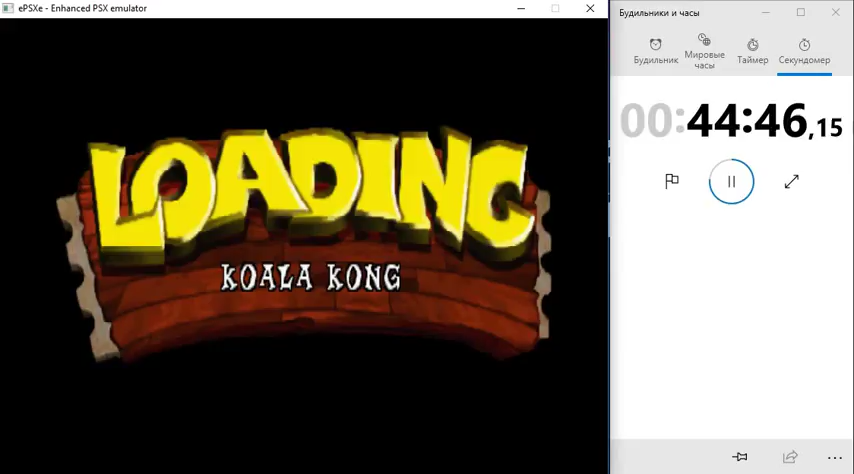 ePSXe - Enhanced PSX emulator
LOADING
KOALA KONG
Будильники и часы
Будильник
Мировые
часы
Таймер
Секундомер
00:44:46,15